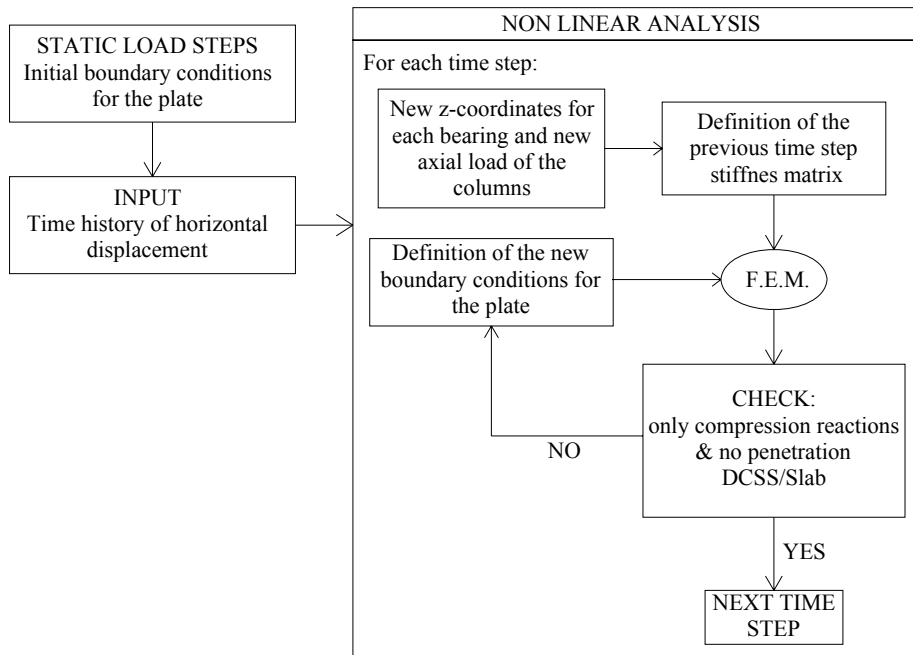 STATIC LOAD STEPS
Initial boundary conditions
for the plate
INPUT
Time history of horizontal
displacement
NON LINEAR ANALYSIS
For each time step:
New z-coordinates for
each bearing and new
axial load of the
columns
Definition of the
previous time step
stiffnes matrix
Definition of the new
boundary conditions for
the plate
F.E.M.
CHECK:
only compression reactions
& no penetration
DCSS/Slab
NO
YES
NEXT TIME
STEP